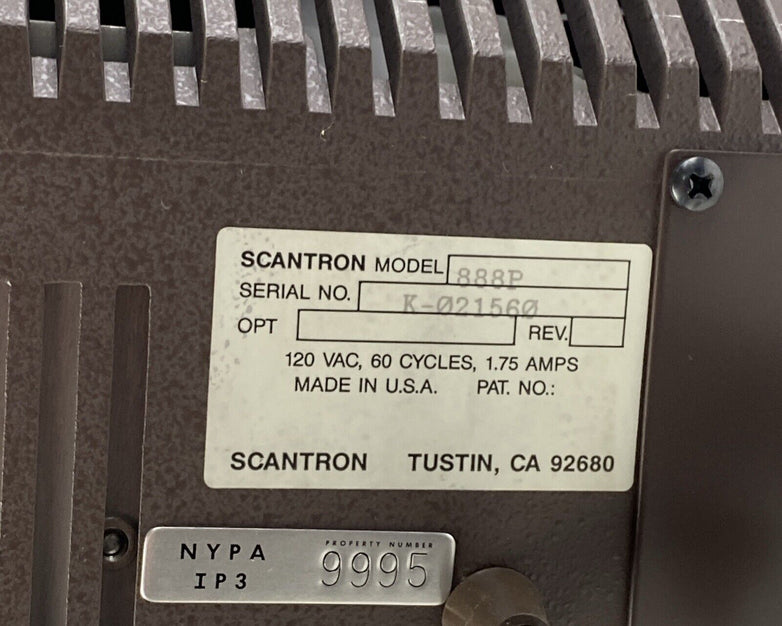 SCANTRON MODEL 888P
SERIAL NO. K-Ø2156Ø
OPT REV.
120 VAC, 60 CYCLES, 1.75 AMPS
MADE IN U.S.A. PAT. NO.:
SCANTRON TUSTIN, CA 92680
PROPERTY NUMBER
NYPA 9995
IP3